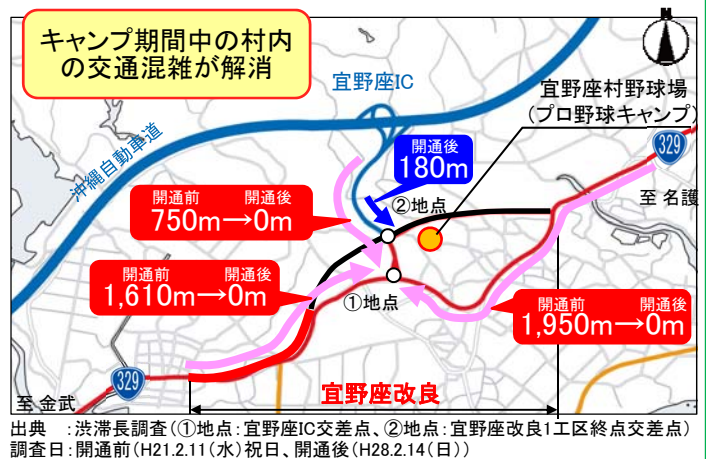 キャンプ期間中の村内
の交通混雑が解消
N
宜野座IC
宜野座村野球場
(プロ野球キャンプ)
沖縄自動車道
329
至 名護
開通後
180m
②地点
開通前 開通後
750m→0m
開通前 開通後
1,610m→0m
①地点
開通前 開通後
1,950m→0m
329
至 金武
宜野座改良
出典 :渋滞長調査(①地点:宜野座IC交差点、②地点:宜野座改良1工区終点交差点)
調査日:開通前(H21.2.11(水)祝日、開通後(H28.2.14(日))